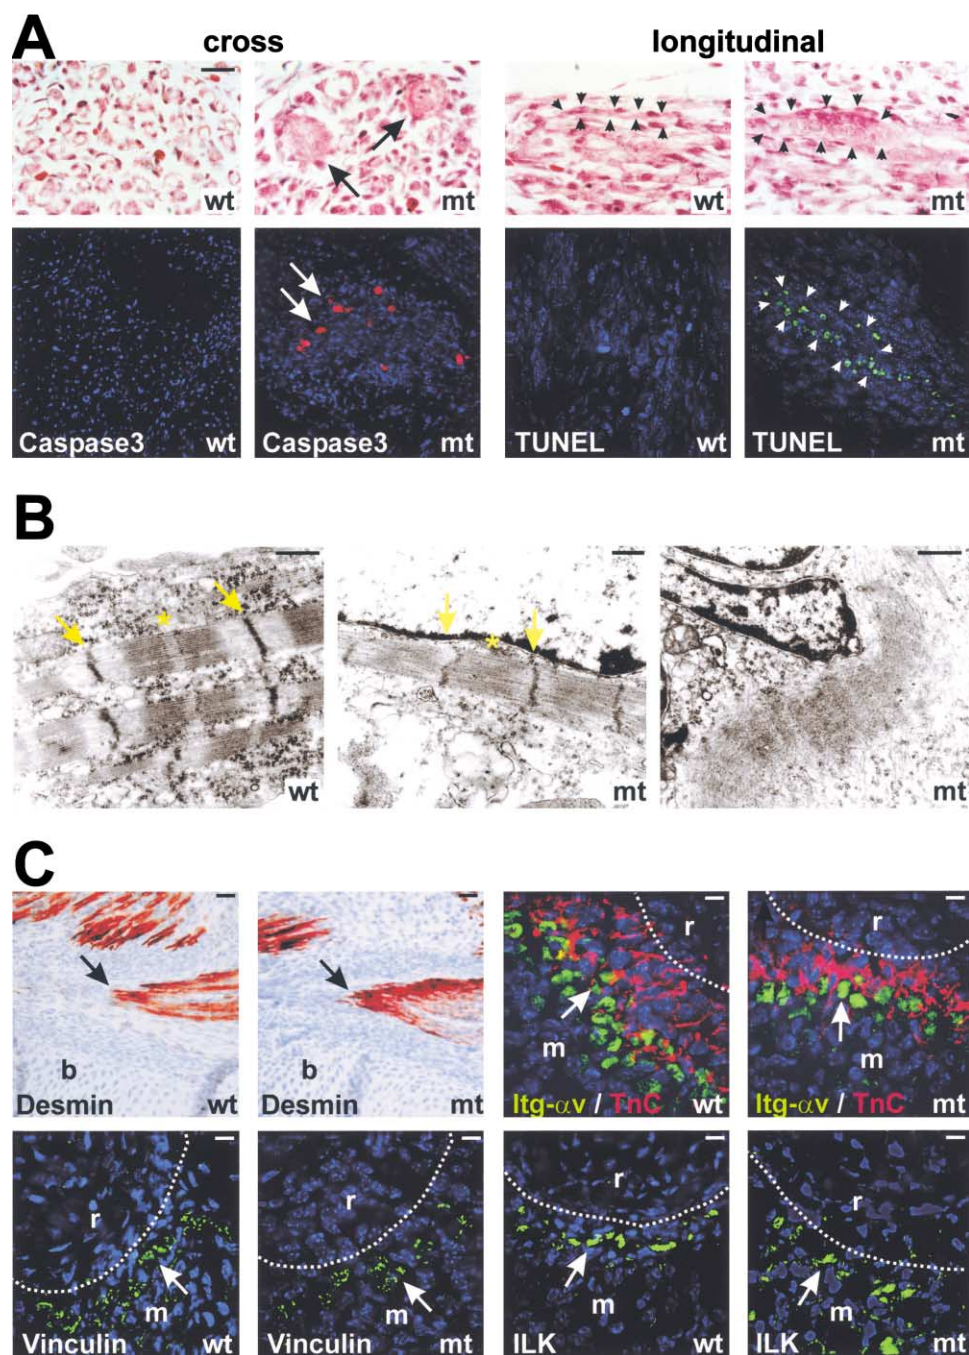 A
cross longitudinal
wt mt wt mt
Caspase3 wt Caspase3 mt TUNEL wt TUNEL mt
B
wt mt mt
C
r r
b b m m
Desmin wt Desmin mt Itg-αv / TnC wt Itg-αv / TnC mt
r r r r
m m m m
Vinculin wt Vinculin mt ILK wt ILK mt